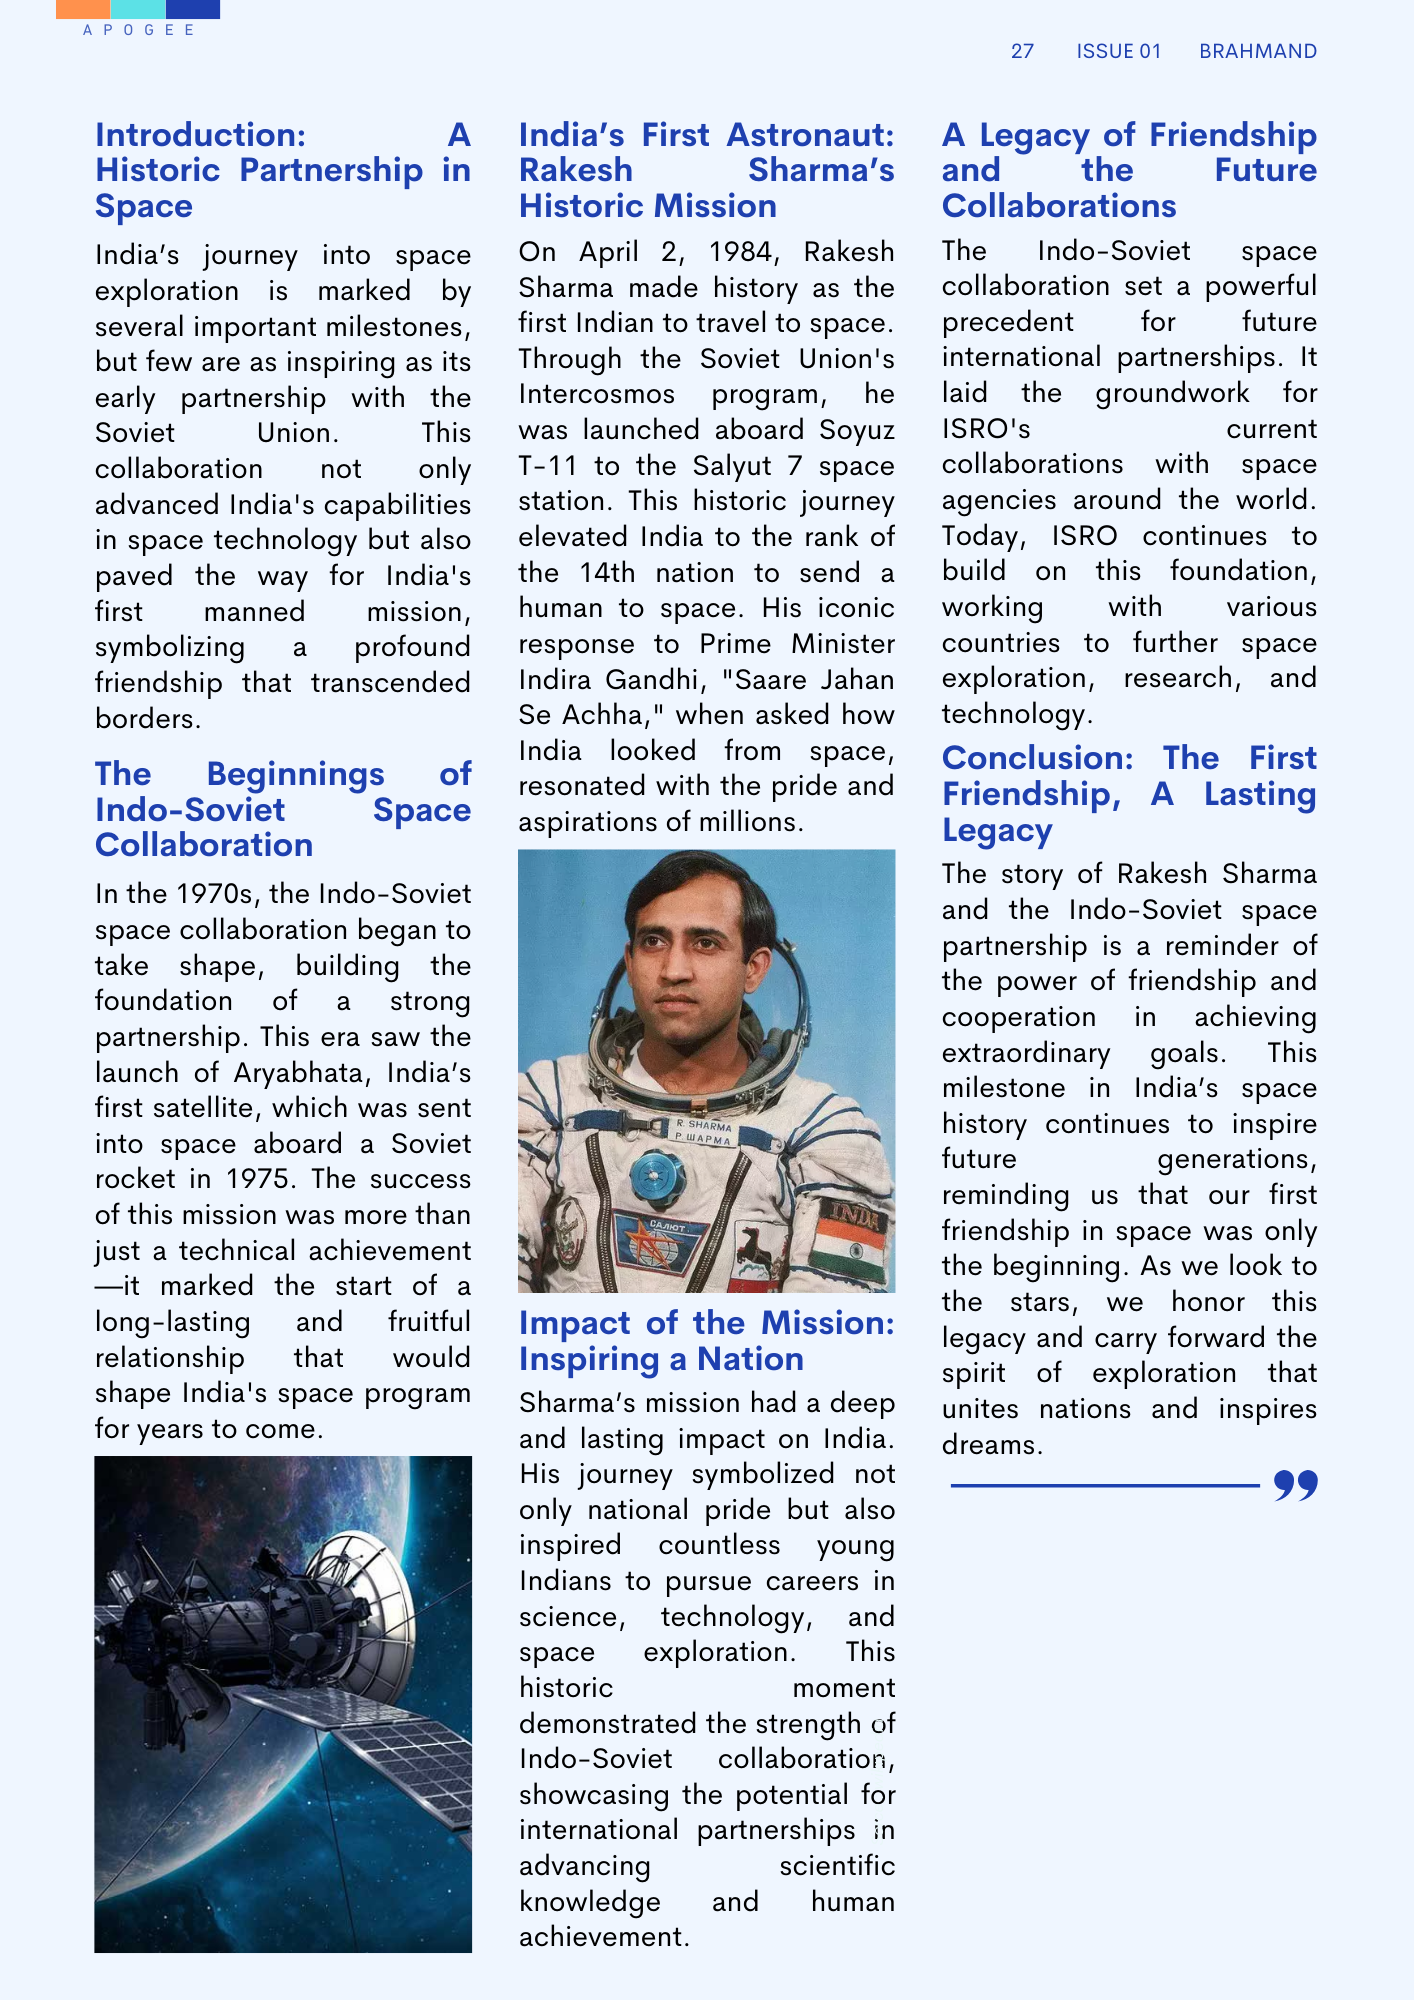 APOGEE
27 ISSUE 01 BRAHMAND
Introduction: A
Historic Partnership in
Space
India’s journey into space
exploration is marked by
several important milestones,
but few are as inspiring as its
early partnership with the
Soviet Union. This
collaboration not only
advanced India's capabilities
in space technology but also
paved the way for India's
first manned mission,
symbolizing a profound
friendship that transcended
borders.
The Beginnings of
Indo-Soviet Space
Collaboration
In the 1970s, the Indo-Soviet
space collaboration began to
take shape, building the
foundation of a strong
partnership. This era saw the
launch of Aryabhata, India’s
first satellite, which was sent
into space aboard a Soviet
rocket in 1975. The success
of this mission was more than
just a technical achievement
—it marked the start of a
long-lasting and fruitful
relationship that would
shape India's space program
for years to come.
India’s First Astronaut:
Rakesh Sharma’s
Historic Mission
On April 2, 1984, Rakesh
Sharma made history as the
first Indian to travel to space.
Through the Soviet Union's
Intercosmos program, he
was launched aboard Soyuz
T-11 to the Salyut 7 space
station. This historic journey
elevated India to the rank of
the 14th nation to send a
human to space. His iconic
response to Prime Minister
Indira Gandhi, "Saare Jahan
Se Achha," when asked how
India looked from space,
resonated with the pride and
aspirations of millions.
R. SHARMA
Р. ШАРМА
САЛЮТ
INDIA
Impact of the Mission:
Inspiring a Nation
Sharma’s mission had a deep
and lasting impact on India.
His journey symbolized not
only national pride but also
inspired countless young
Indians to pursue careers in
science, technology, and
space exploration. This
historic moment
demonstrated the strength of
Indo-Soviet collaboration,
showcasing the potential for
international partnerships in
advancing scientific
knowledge and human
achievement.
A Legacy of Friendship
and the Future
Collaborations
The Indo-Soviet space
collaboration set a powerful
precedent for future
international partnerships. It
laid the groundwork for
ISRO's current
collaborations with space
agencies around the world.
Today, ISRO continues to
build on this foundation,
working with various
countries to further space
exploration, research, and
technology.
Conclusion: The First
Friendship, A Lasting
Legacy
The story of Rakesh Sharma
and the Indo-Soviet space
partnership is a reminder of
the power of friendship and
cooperation in achieving
extraordinary goals. This
milestone in India’s space
history continues to inspire
future generations,
reminding us that our first
friendship in space was only
the beginning. As we look to
the stars, we honor this
legacy and carry forward the
spirit of exploration that
unites nations and inspires
dreams.
”